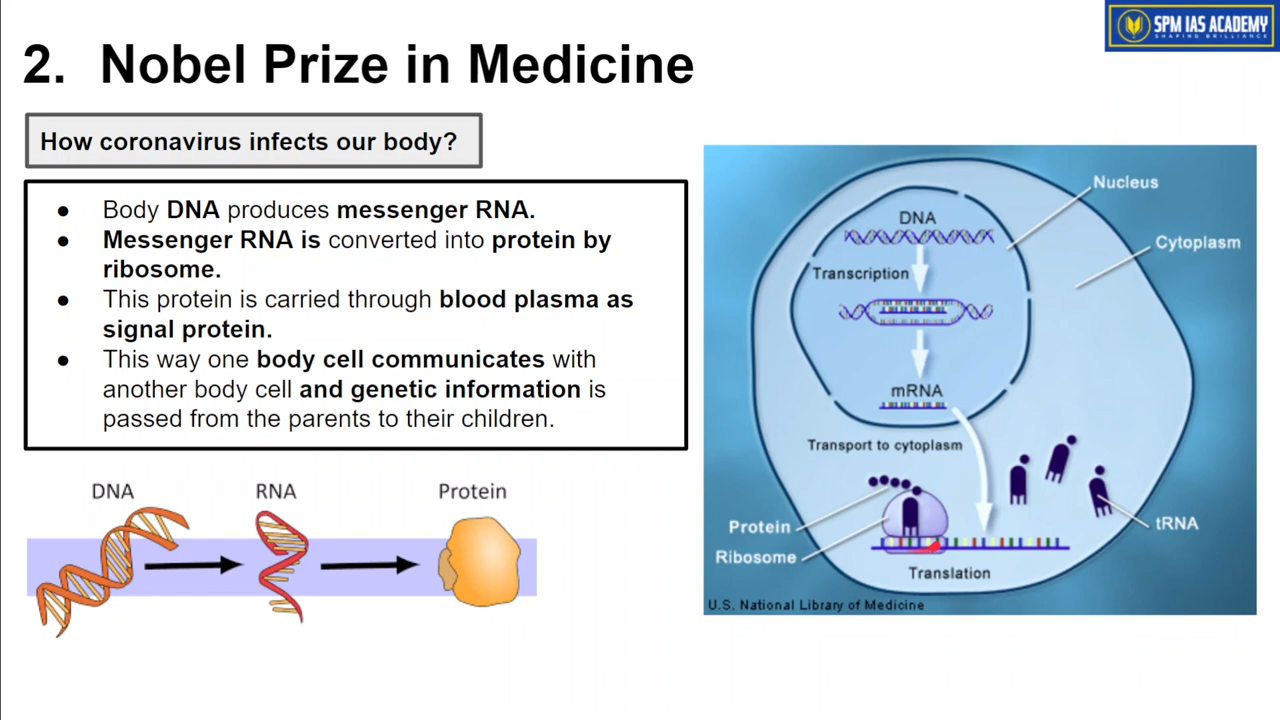 SPM IAS ACADEMY
SHAPING BRILLIANCE
2. Nobel Prize in Medicine
How coronavirus infects our body?
● Body DNA produces messenger RNA.
● Messenger RNA is converted into protein by
ribosome.
● This protein is carried through blood plasma as
signal protein.
● This way one body cell communicates with
another body cell and genetic information is
passed from the parents to their children.
DNA
RNA
Protein
Nucleus
Cytoplasm
DNA
Transcription
mRNA
Transport to cytoplasm
Protein
Ribosome
tRNA
Translation
U.S. National Library of Medicine